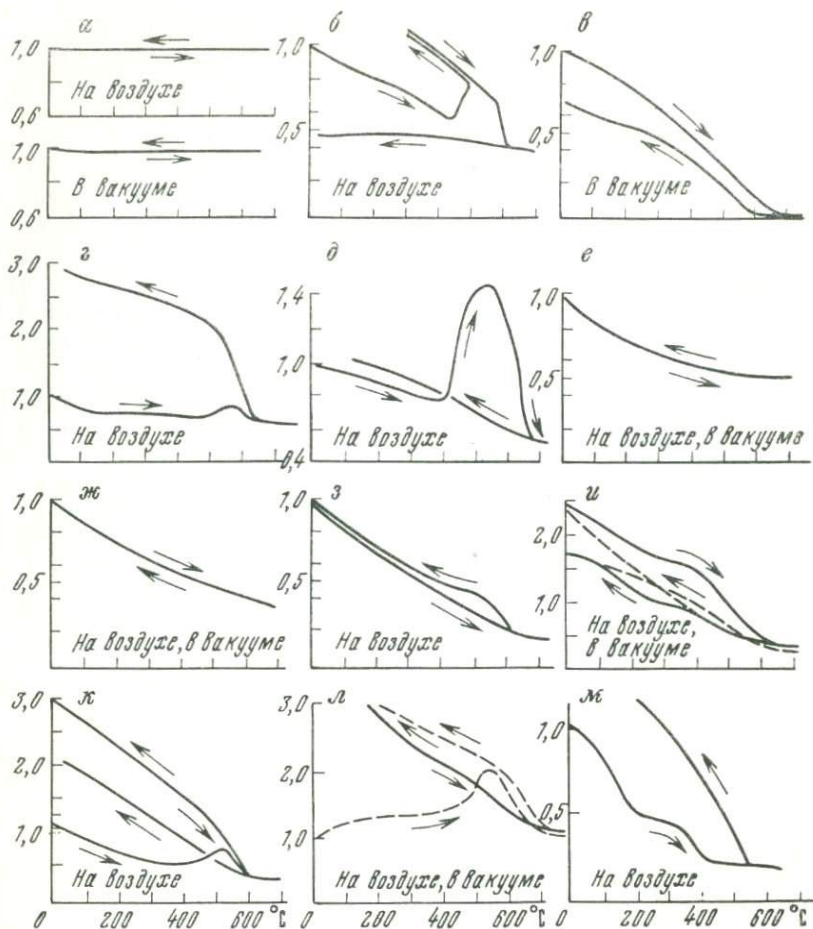 а
1,0
На воздухе
0,6
1,0
В вакууме
0,6
б
1,0
0,5
На воздухе
в
1,0
0,5
В вакууме
г
3,0
2,0
1,0
На воздухе
д
1,4
1,0
На воздухе
0,4
е
1,0
0,5
На воздухе, в вакууме
ж
1,0
0,5
На воздухе, в вакууме
з
1,0
0,5
На воздухе
и
2,0
1,0
На воздухе,
в вакууме
к
3,0
2,0
1,0
На воздухе
0 200 400 600 °C
л
3,0
2,0
1,0
На воздухе, в вакууме
0 200 400 600 °C
м
1,0
0,5
На воздухе
0 200 400 600 °C